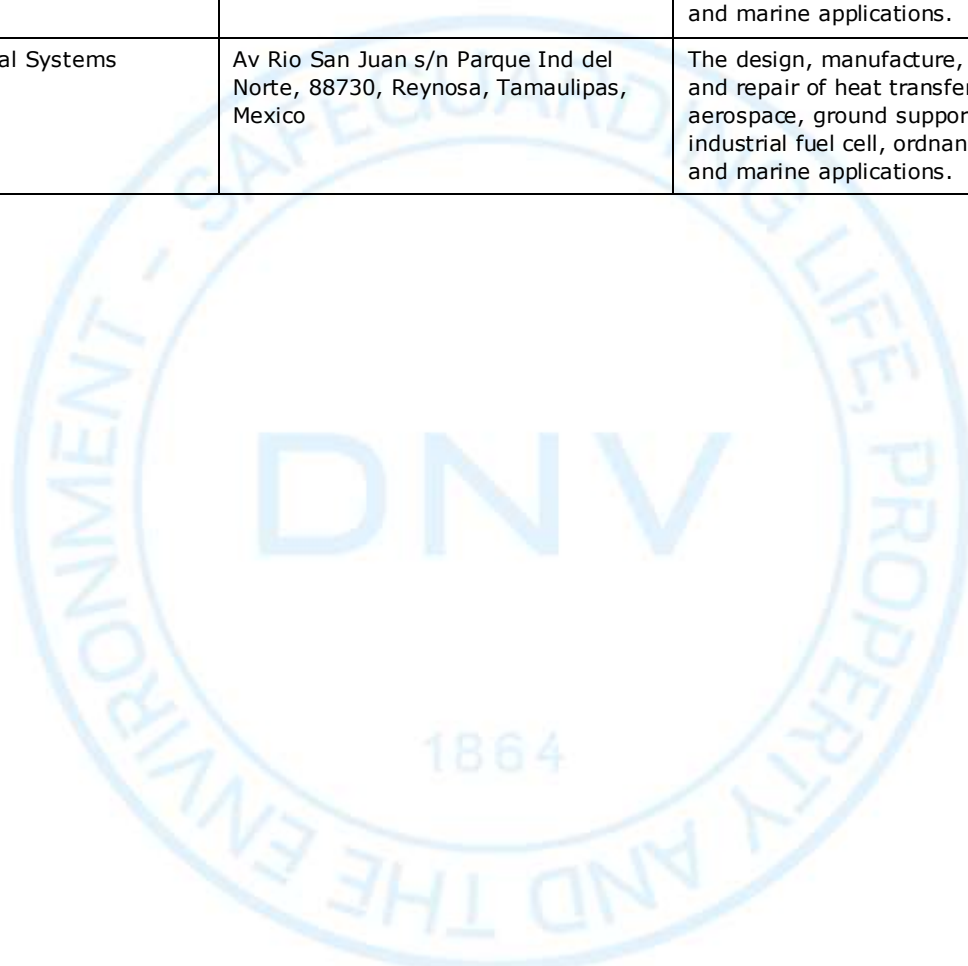 and marine applications.
al Systems
Av Rio San Juan s/n Parque Ind del
Norte, 88730, Reynosa, Tamaulipas,
Mexico
The design, manufacture,
and repair of heat transfer
aerospace, ground suppor
industrial fuel cell, ordnan
and marine applications.
SAFEGUARDING LIFE, PROPERTY AND THE ENVIRONMENT -
DNV
1864